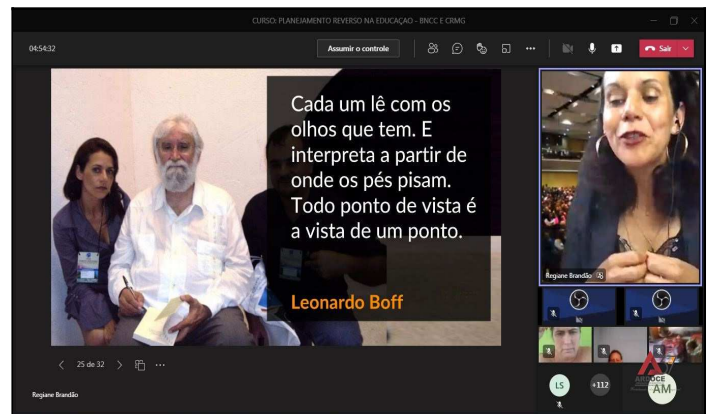 CURSO: PLANEJAMENTO REVERSO NA EDUCAÇAO - BNCC E CRMG
04:54:32
Assumir o controle
Sair
Cada um lê com os
olhos que tem. E
interpreta a partir de
onde os pés pisam.
Todo ponto de vista é
a vista de um ponto.
Leonardo Boff
Regiane Brandão
25 de 32
LS
+112
AM
Regiane Brandão